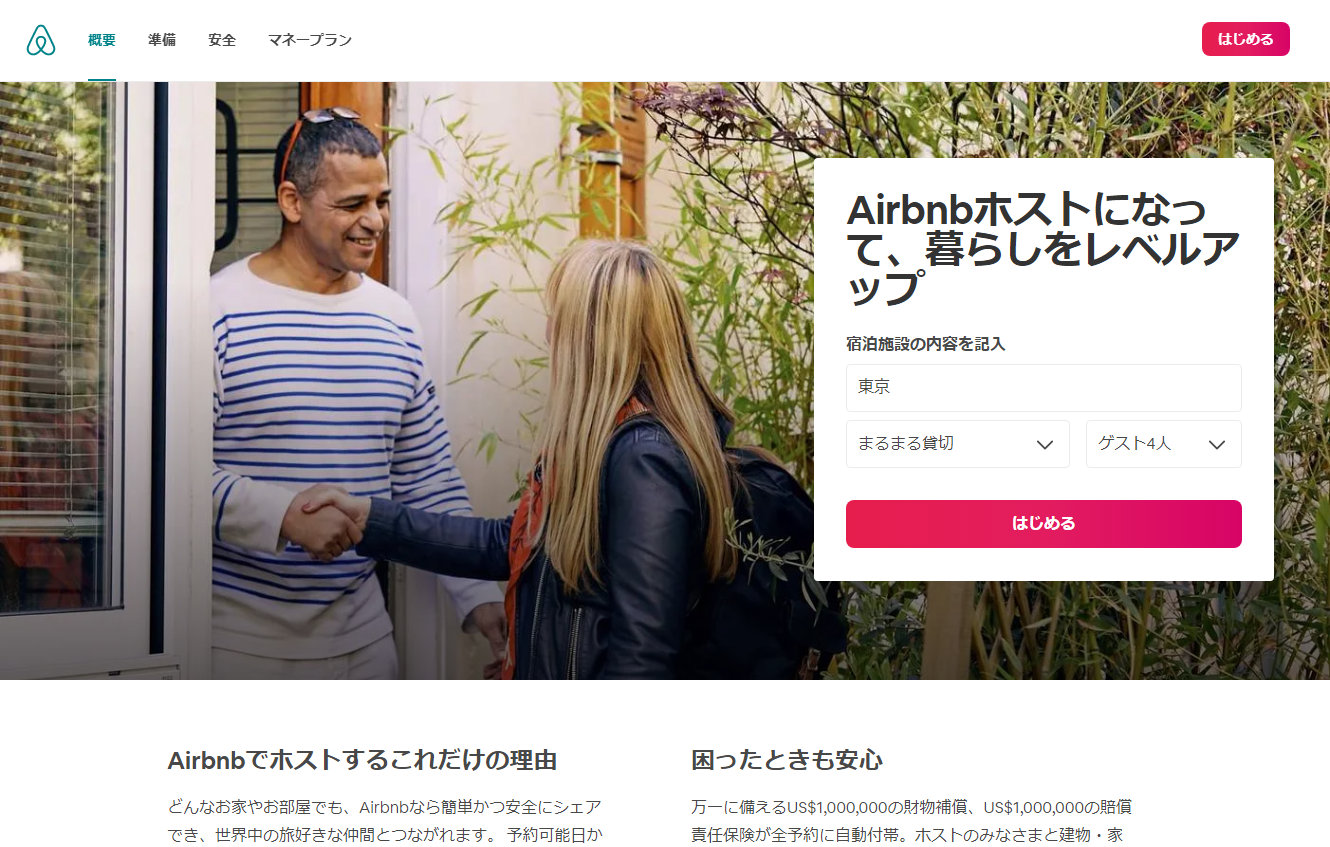 概要 準備 安全 マネープラン はじめる
Airbnbホストになっ
て、暮らしをレベルア
ップ
宿泊施設の内容を記入
東京
まるまる貸切 ゲスト4人
はじめる
Airbnbでホストするこれだけの理由
どんなお家やお部屋でも、Airbnbなら簡単かつ安全にシェア
でき、世界中の旅好きな仲間とつながれます。 予約可能日か
困ったときも安心
万一に備えるUS$1,000,000の財物補償、US$1,000,000の賠償
責任保険が全予約に自動付帯。ホストのみなさまと建物・家